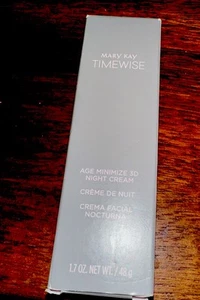 MARY KAY
TIMEWISE
AGE MINIMIZE 3D
NIGHT CREAM
CRÈME DE NUIT
CREMA FACIAL
NOCTURNA
1.7 OZ. NET WT. / 48 g